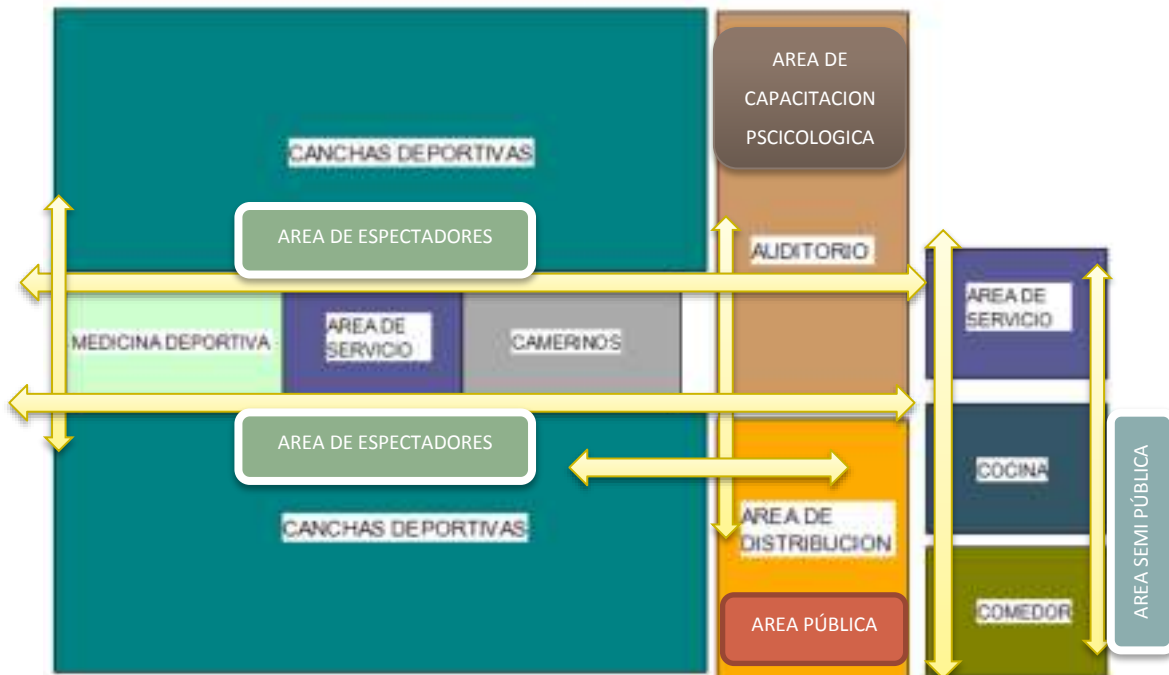 AREA DE
CAPACITACION
PSCICOLOGICA
CANCHAS DEPORTIVAS
AREA DE ESPECTADORES
AUDITORIO
AREA DE
SERVICIO
MEDICINA DEPORTIVA
AREA DE
SERVICIO
CAMERINOS
AREA DE ESPECTADORES
CANCHAS DEPORTIVAS
AREA DE
DISTRIBUCION
AREA PÚBLICA
COCINA
COMEDOR
AREA SEMI PÚBLICA